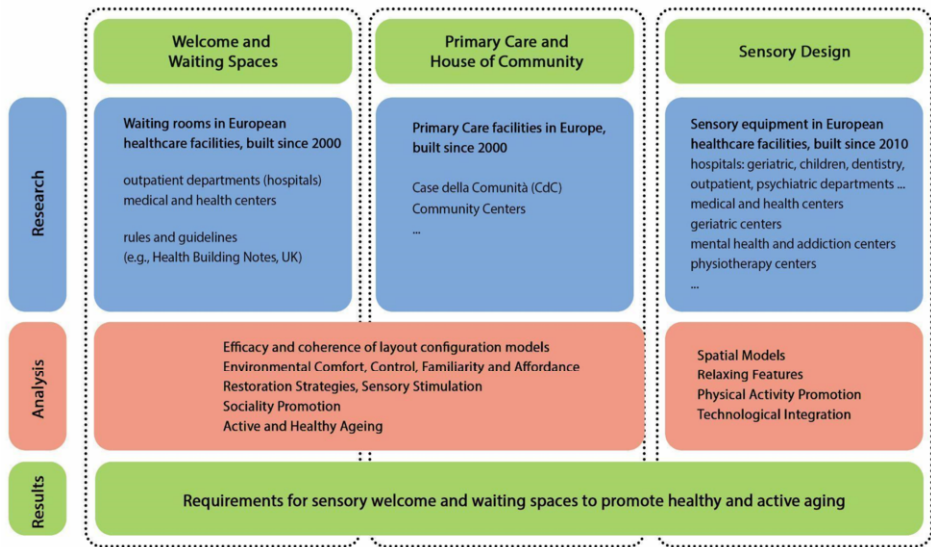 Welcome and
Waiting Spaces
Primary Care and
House of Community
Sensory Design
Research
Waiting rooms in European
healthcare facilities, built since 2000
outpatient departments (hospitals)
medical and health centers
rules and guidelines
(e.g., Health Building Notes, UK)
Primary Care facilities in Europe,
built since 2000
Case della Comunità (CdC)
Community Centers
...
Sensory equipment in European
healthcare facilities, built since 2010
hospitals: geriatric, children, dentistry,
outpatient, psychiatric departments ...
medical and health centers
geriatric centers
mental health and addiction centers
physiotherapy centers
...
Analysis
Efficacy and coherence of layout configuration models
Environmental Comfort, Control, Familiarity and Affordance
Restoration Strategies, Sensory Stimulation
Sociality Promotion
Active and Healthy Ageing
Spatial Models
Relaxing Features
Physical Activity Promotion
Technological Integration
Results
Requirements for sensory welcome and waiting spaces to promote healthy and active aging